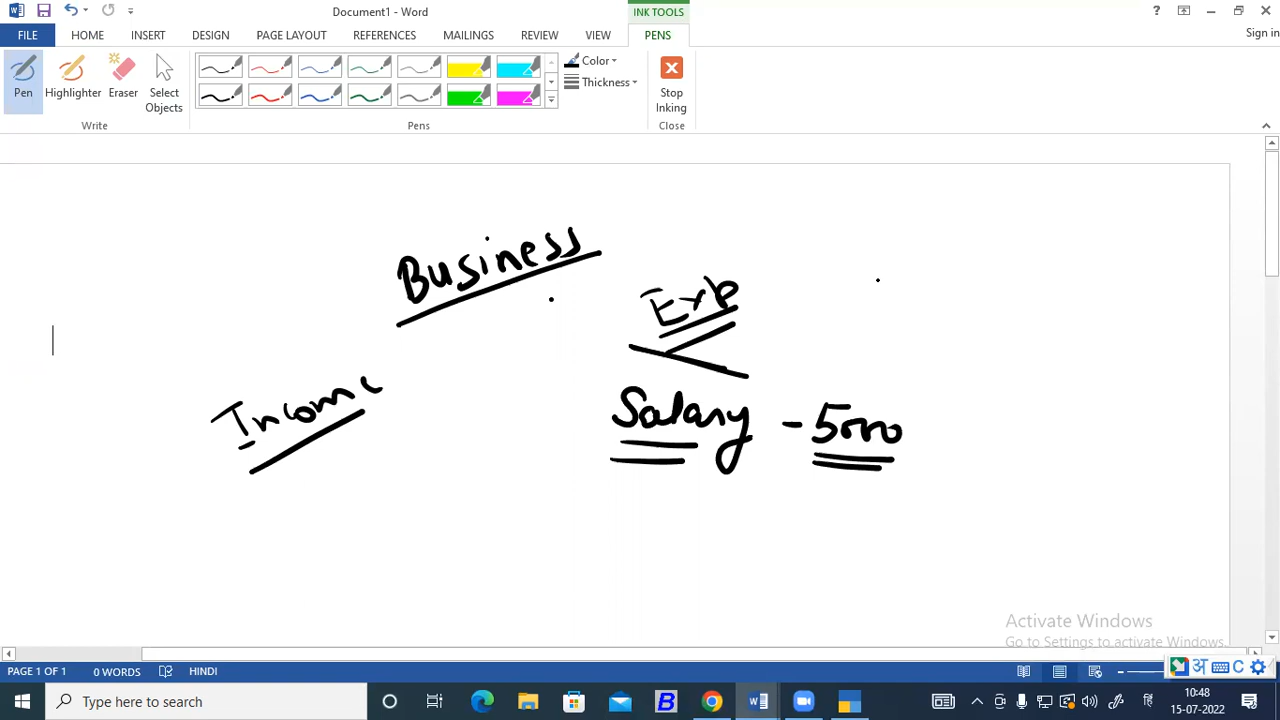 Document1 - Word
INK TOOLS
FILE HOME INSERT DESIGN PAGE LAYOUT REFERENCES MAILINGS REVIEW VIEW PENS Sign in
Pen Highlighter Eraser Select Objects
Color
Thickness
Stop Inking
Write Pens Close
Business
Exp
Income
Salary - 5000
Activate Windows
Go to Settings to activate Windows.
PAGE 1 OF 1 0 WORDS HINDI
अ C
Type here to search
B
हि
10:48
15-07-2022